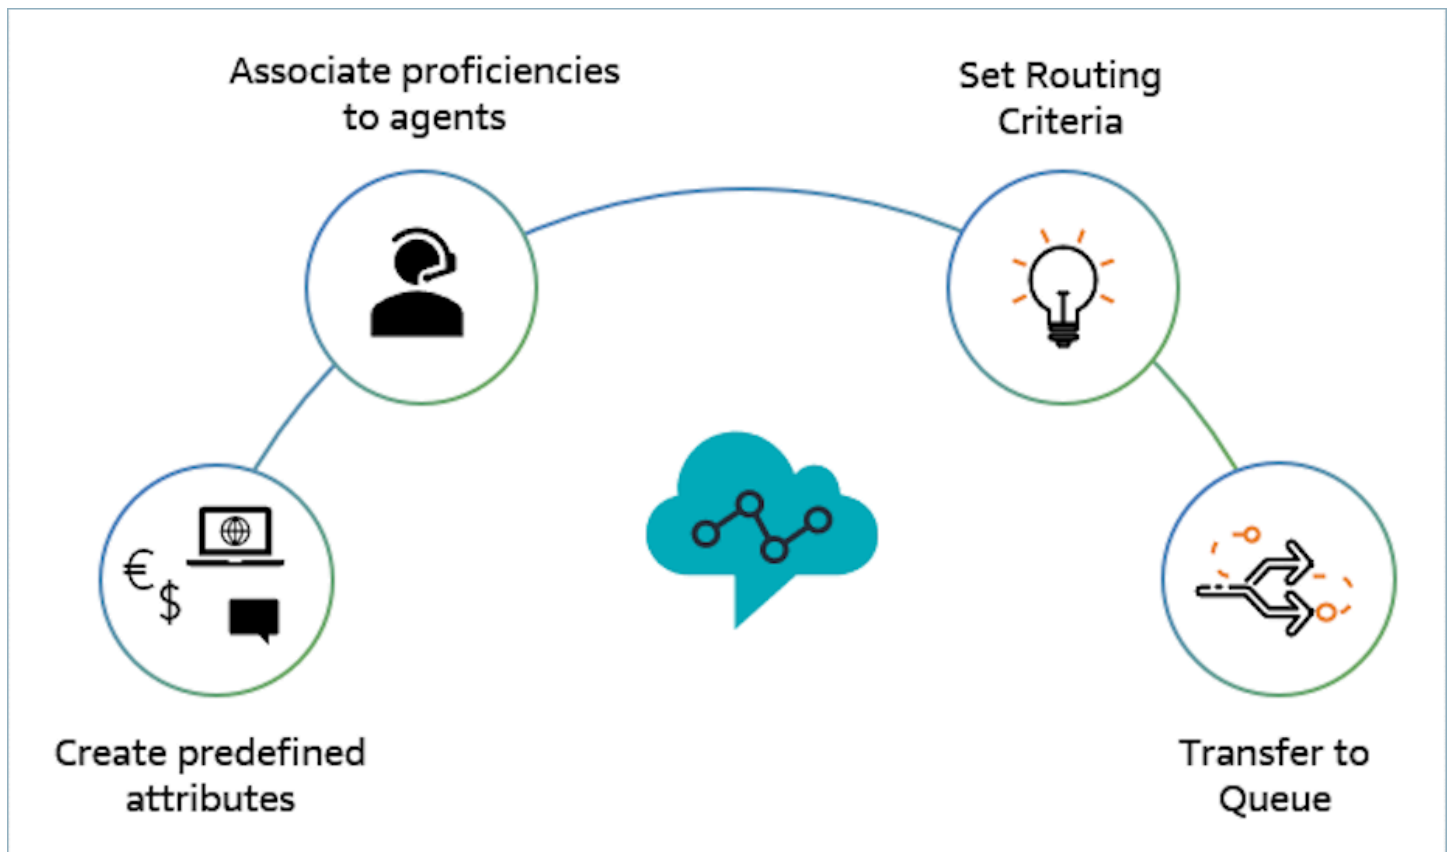 Associate proficiencies
to agents
Set Routing
Criteria
€
$
Create predefined
attributes
Transfer to
Queue